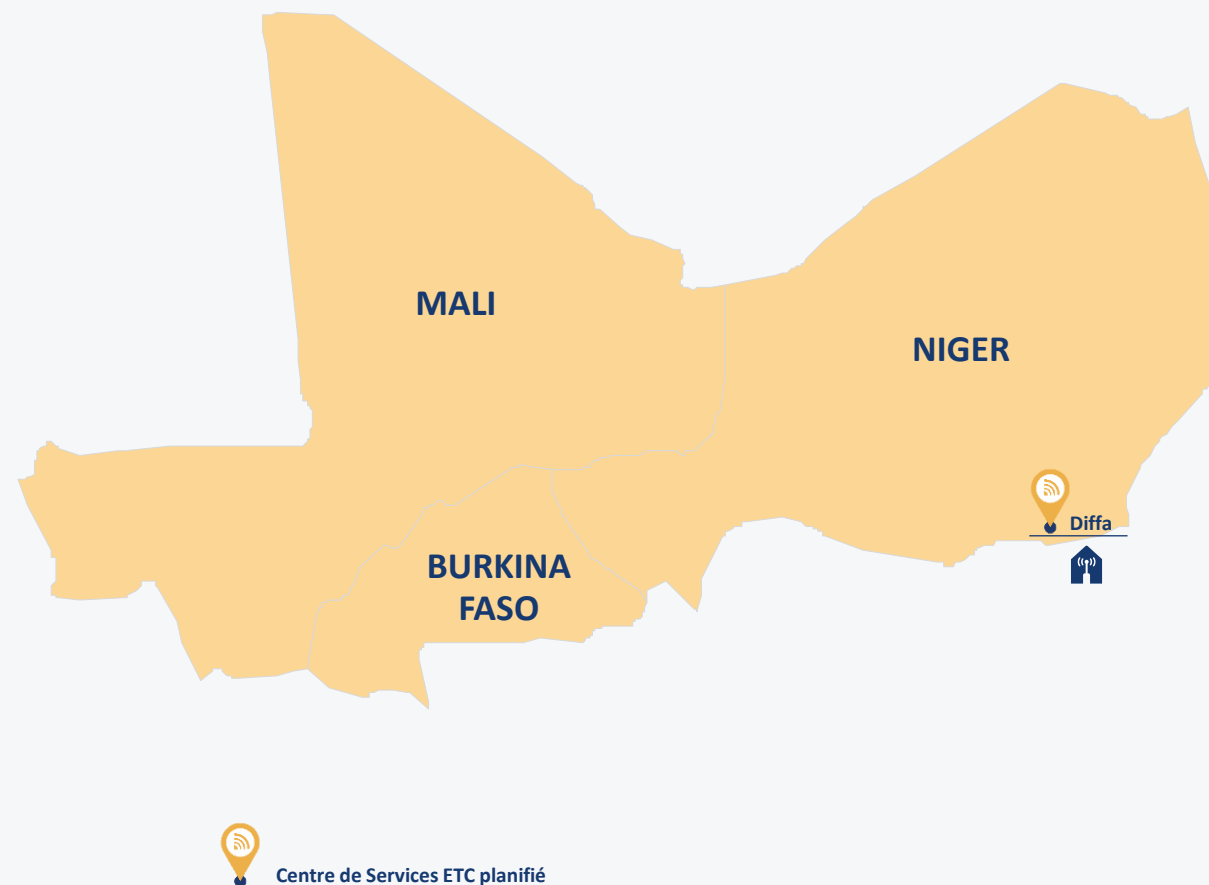 MALI
NIGER
Diffa
BURKINA
FASO
Centre de Services ETC planifié